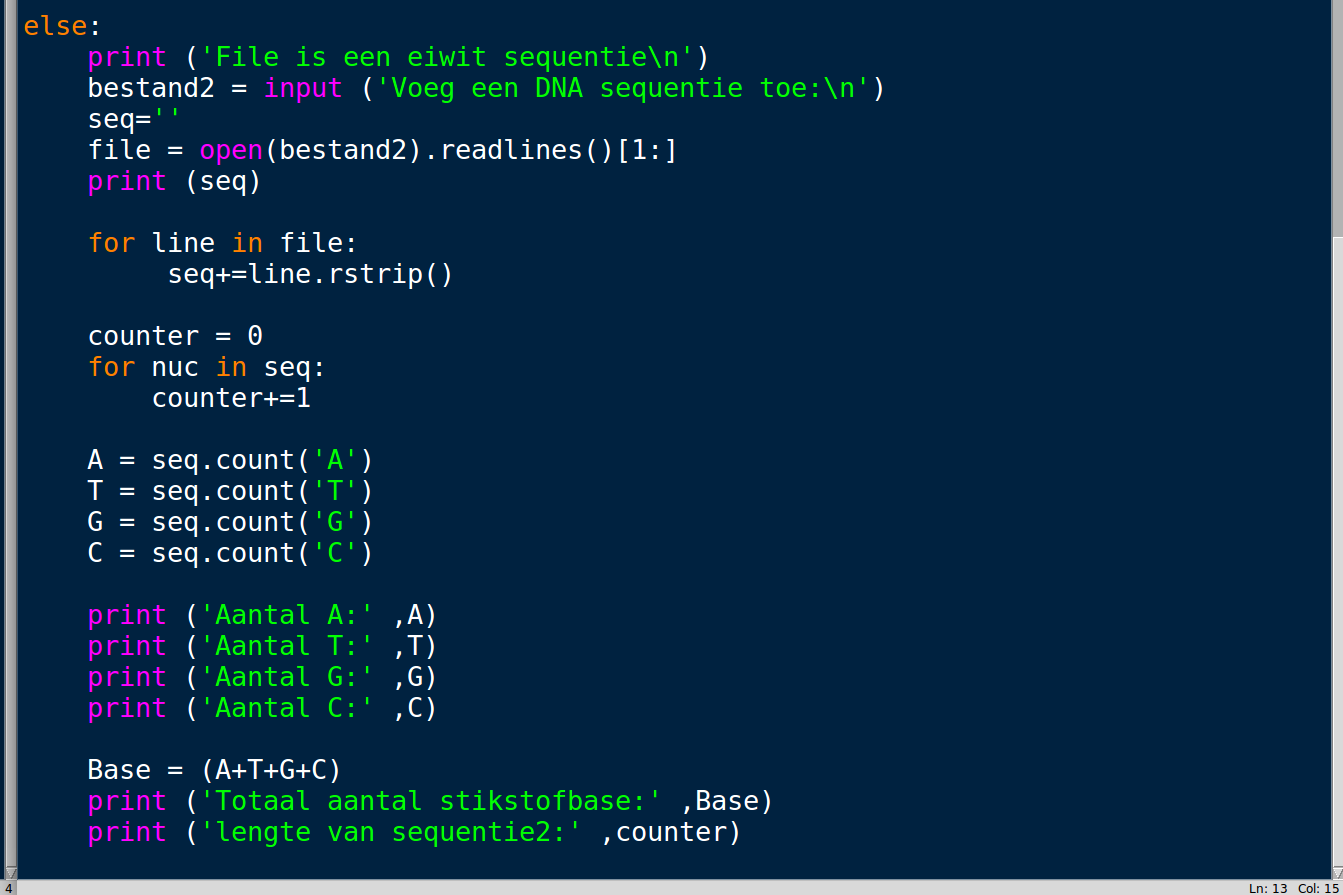 else:
    print ('File is een eiwit sequentie\n')
    bestand2 = input ('Voeg een DNA sequentie toe:\n')
    seq=''
    file = open(bestand2).readlines()[1:]
    print (seq)

    for line in file:
         seq+=line.rstrip()

    counter = 0
    for nuc in seq:
        counter+=1

    A = seq.count('A')
    T = seq.count('T')
    G = seq.count('G')
    C = seq.count('C')

    print ('Aantal A:' ,A)
    print ('Aantal T:' ,T)
    print ('Aantal G:' ,G)
    print ('Aantal C:' ,C)

    Base = (A+T+G+C)
    print ('Totaal aantal stikstofbase:' ,Base)
    print ('lengte van sequentie2:' ,counter)
4 Ln: 13 Col: 15